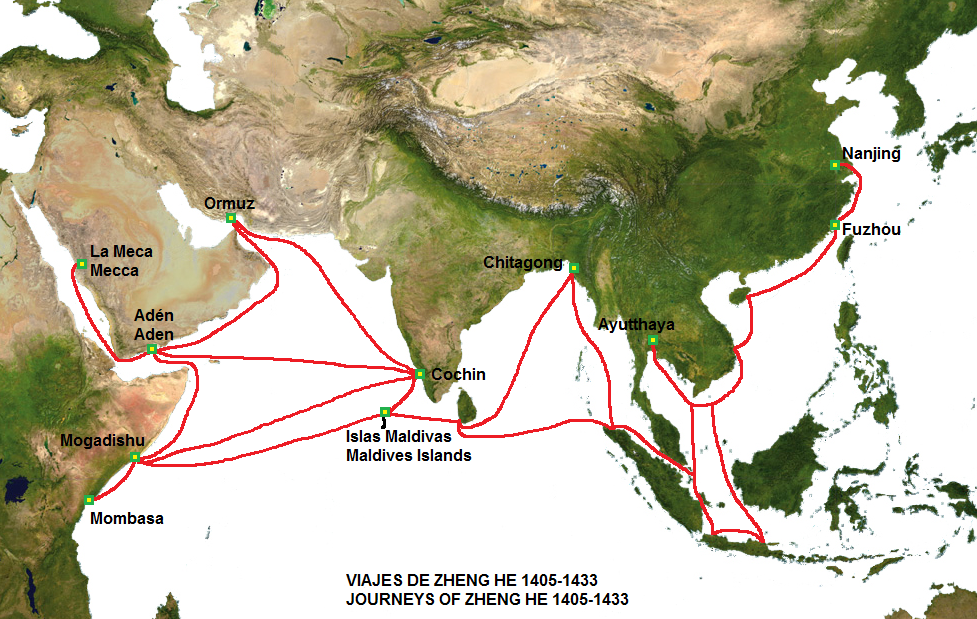 Nanjing
Ormuz
Fuzhou
La Meca
Mecca
Chitagong
Adén
Aden
Ayutthaya
Cochin
Islas Maldivas
Maldives Islands
Mogadishu
Mombasa
VIAJES DE ZHENG HE 1405-1433
JOURNEYS OF ZHENG HE 1405-1433